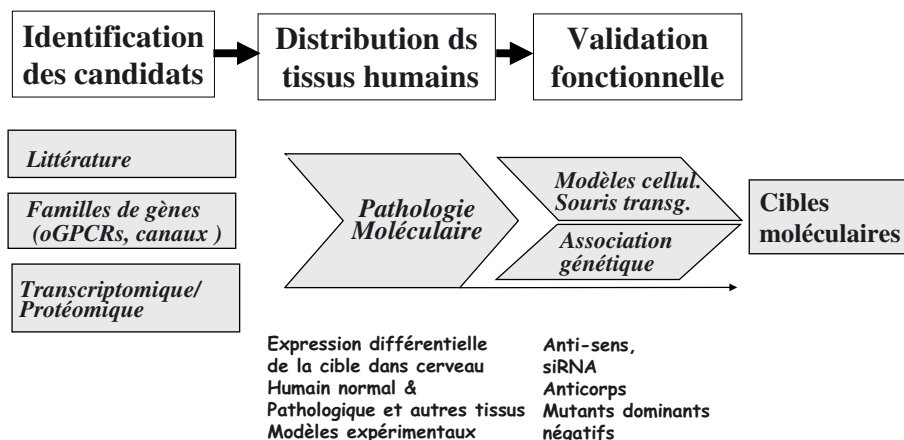 Identification
des candidats
Distribution ds
tissus humains
Validation
fonctionnelle
Littérature
Familles de gènes
(oGPCRs, canaux )
Transcriptomique/
Protéomique
Pathologie
Moléculaire
Modèles cellul.
Souris transg.
Association
génétique
Cibles
moléculaires
Expression différentielle
de la cible dans cerveau
Humain normal &
Pathologique et autres tissus
Modèles expérimentaux
Anti-sens,
siRNA
Anticorps
Mutants dominants
négatifs